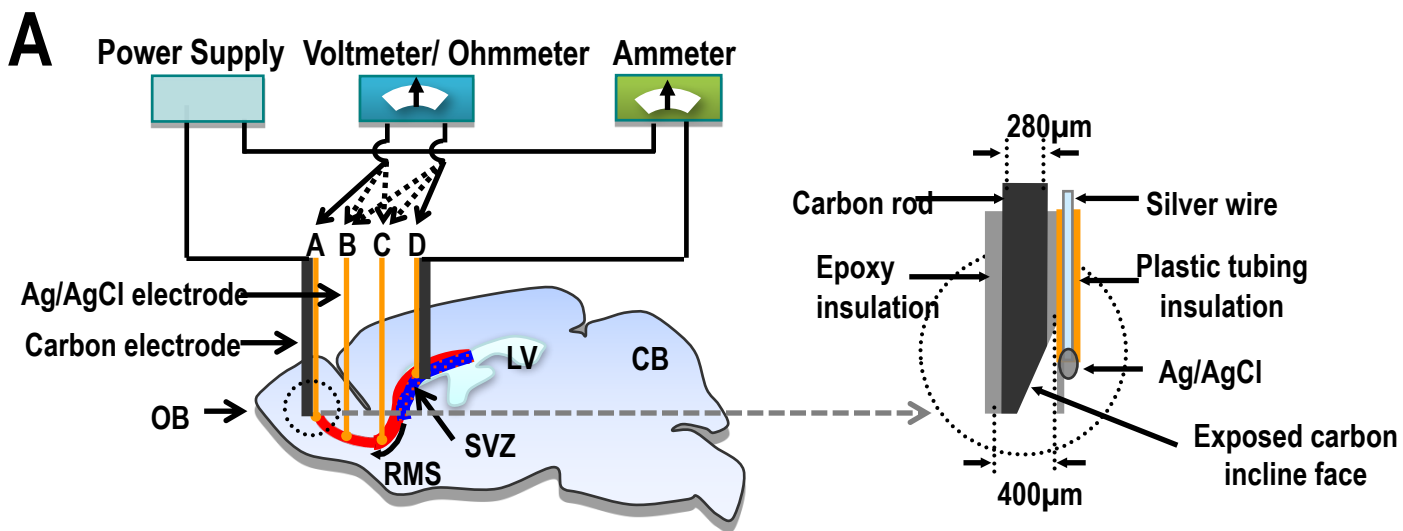 A
Power Supply
Voltmeter/ Ohmmeter
Ammeter
A B C D
Ag/AgCl electrode
Carbon electrode
OB
LV
CB
SVZ
RMS
280µm
Carbon rod
Silver wire
Epoxy
insulation
Plastic tubing
insulation
Ag/AgCl
Exposed carbon
incline face
400µm